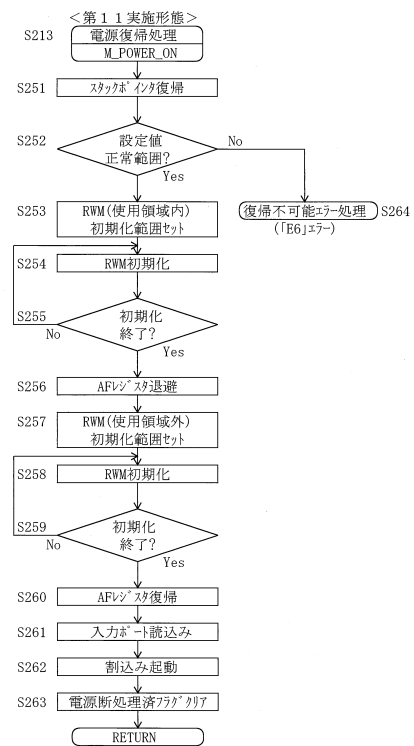 ＜第１１実施形態＞
S213
電源復帰処理
M_POWER_ON
S251
ｽﾀｯｸﾎﾟｲﾝﾀ復帰
S252
設定値
正常範囲?
No
Yes
S253
RWM(使用領域内)
初期化範囲ｾｯﾄ
復帰不可能ｴﾗｰ処理
S264
(「E6」ｴﾗｰ)
S254
RWM初期化
S255
初期化
終了?
No
Yes
S256
AFﾚｼﾞｽﾀ退避
S257
RWM(使用領域外)
初期化範囲ｾｯﾄ
S258
RWM初期化
S259
初期化
終了?
No
Yes
S260
AFﾚｼﾞｽﾀ復帰
S261
入力ﾎﾟｰﾄ読込み
S262
割込み起動
S263
電源断処理済ﾌﾗｸﾞｸﾘｱ
RETURN